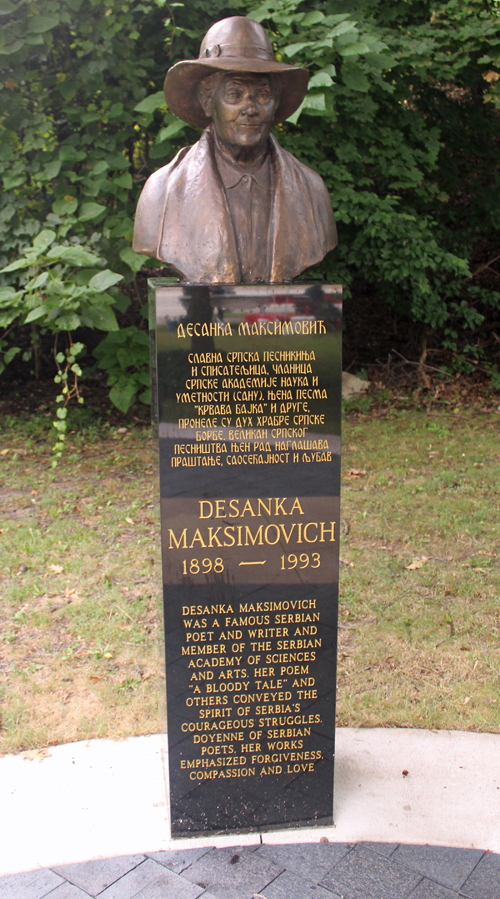 ДЕСАНКА МАКСИМОВИЋ
СЛАВНА СРПСКА ПЕСНИКИЊА
И СПИСАТЕЉИЦА, ЧЛАНИЦА
СРПСКЕ АКАДЕМИЈЕ НАУКА И
УМЕТНОСТИ (САНУ). ЊЕНА ПЕСМА
"КРВАВА БАЈКА" И ДРУГЕ,
ПРОНЕЛЕ СУ ДУХ ХРАБРЕ СРПСКЕ
БОРБЕ. ВЕЛИКАН СРПСКОГ
ПЕСНИШТВА ЊЕН РАД НАГЛАШАВА
ПРАШТАЊЕ, САОСЕЋАЈНОСТ И ЉУБАВ
DESANKA
MAKSIMOVICH
1898 — 1993
DESANKA MAKSIMOVICH
WAS A FAMOUS SERBIAN
POET AND WRITER AND
MEMBER OF THE SERBIAN
ACADEMY OF SCIENCES
AND ARTS. HER POEM
"A BLOODY TALE" AND
OTHERS CONVEYED THE
SPIRIT OF SERBIA'S
COURAGEOUS STRUGGLES.
DOYENNE OF SERBIAN
POETS, HER WORKS
EMPHASIZED FORGIVENESS,
COMPASSION AND LOVE